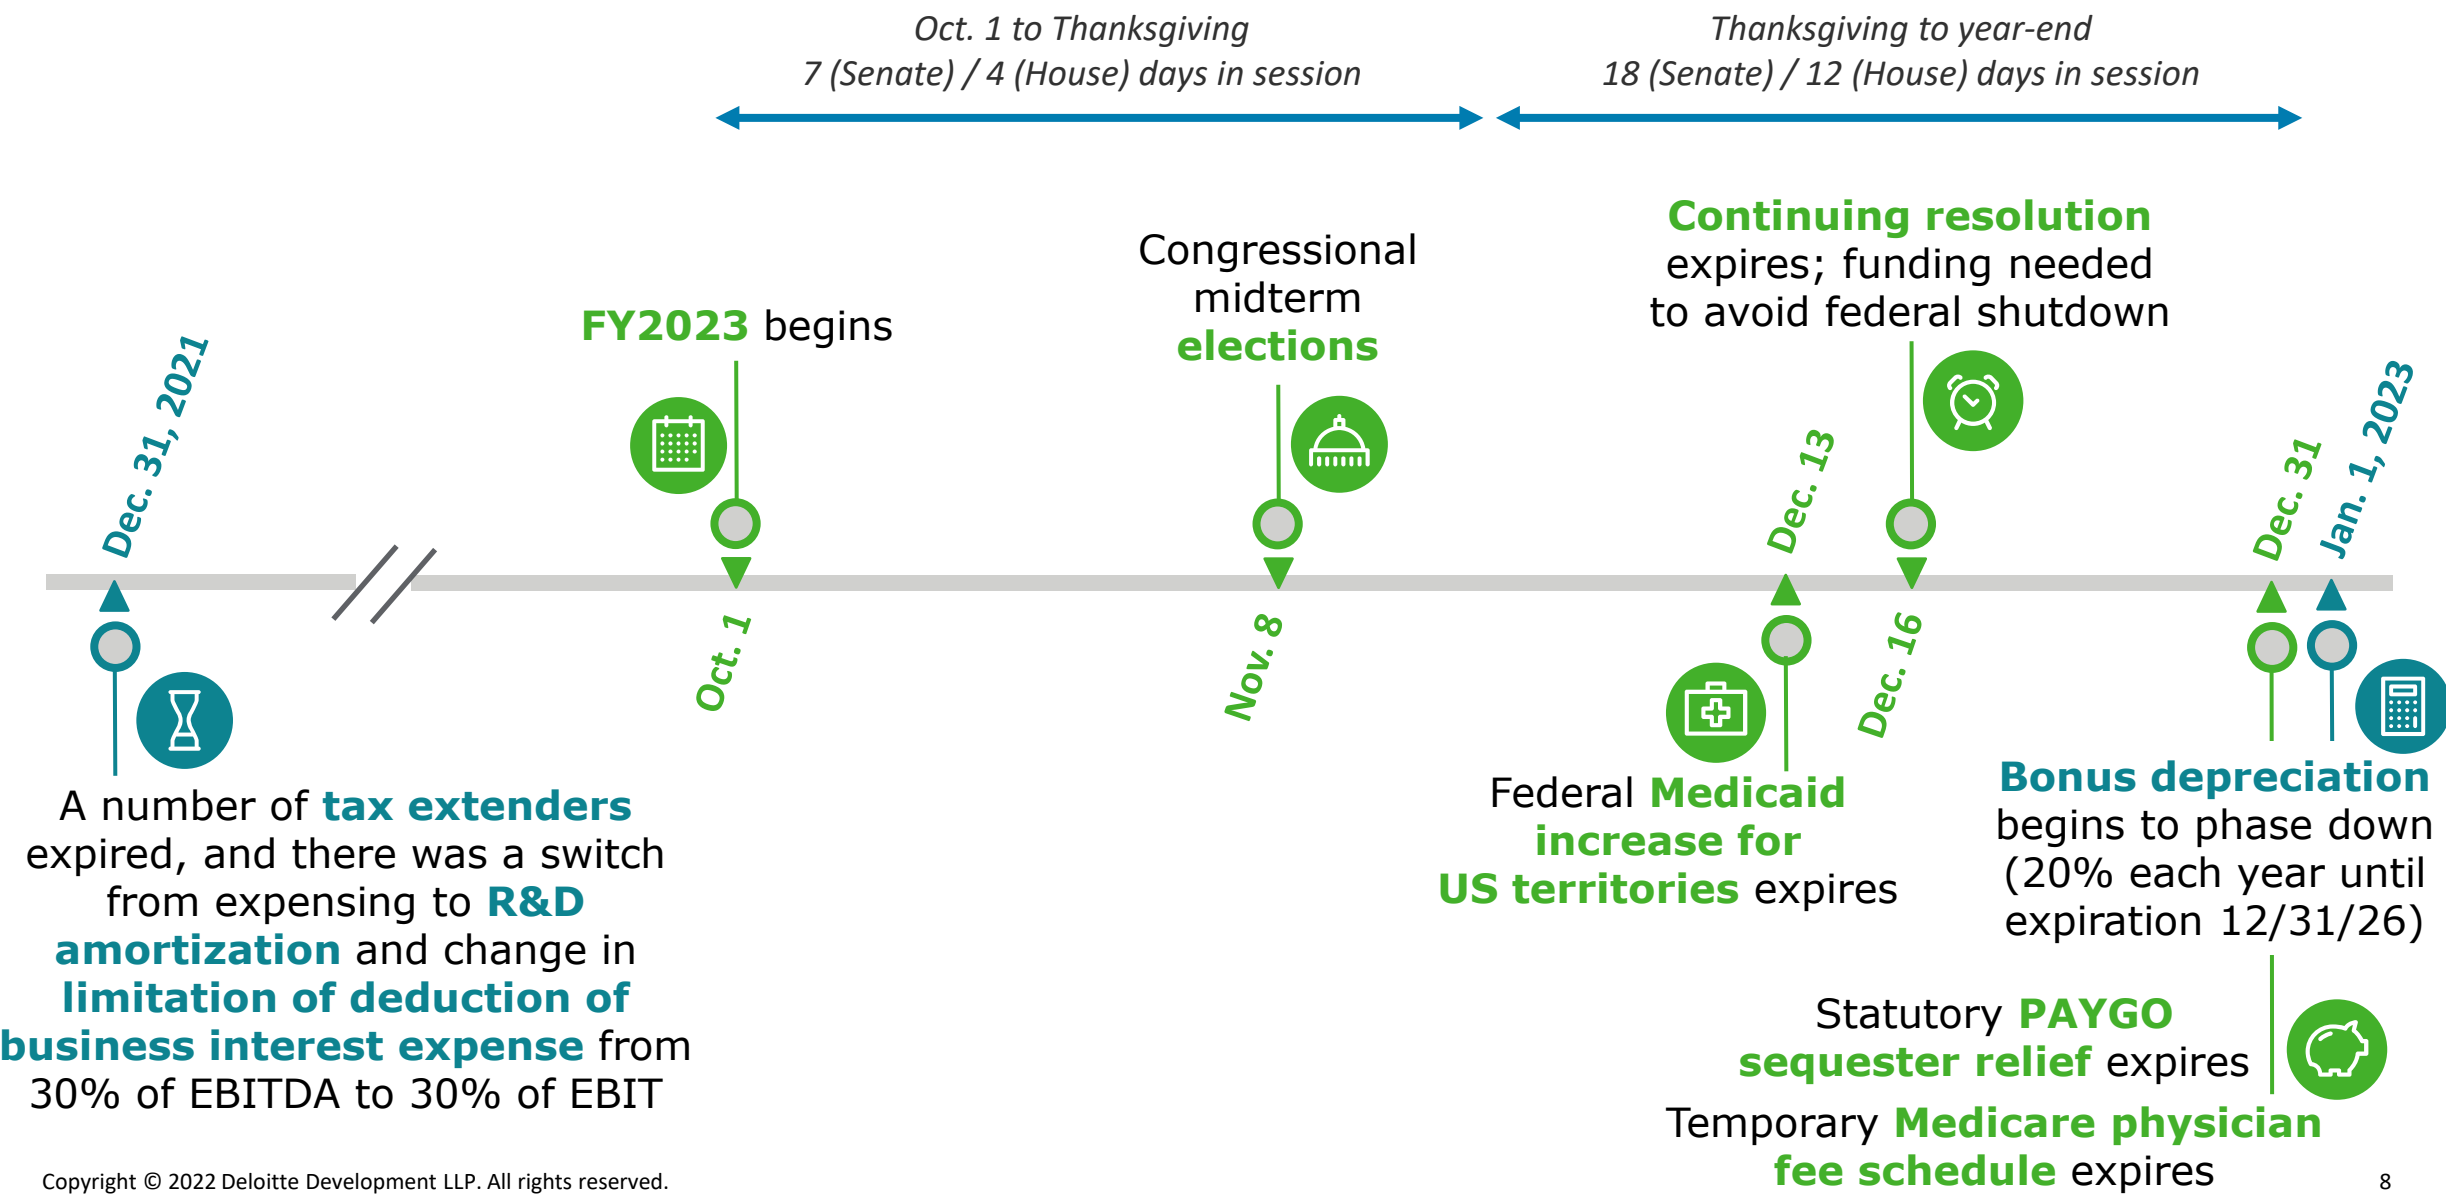 Oct. 1 to Thanksgiving
7 (Senate) / 4 (House) days in session
Thanksgiving to year-end
18 (Senate) / 12 (House) days in session
Dec. 31, 2021
A number of tax extenders
expired, and there was a switch
from expensing to R&D
amortization and change in
limitation of deduction of
business interest expense from
30% of EBITDA to 30% of EBIT
FY2023 begins
Oct. 1
Congressional
midterm
elections
Nov. 8
Dec. 13
Federal Medicaid
increase for
US territories expires
Continuing resolution
expires; funding needed
to avoid federal shutdown
Dec. 16
Dec. 31
Jan. 1, 2023
Bonus depreciation
begins to phase down
(20% each year until
expiration 12/31/26)
Statutory PAYGO
sequester relief expires
Temporary Medicare physician
fee schedule expires
Copyright © 2022 Deloitte Development LLP. All rights reserved.
8